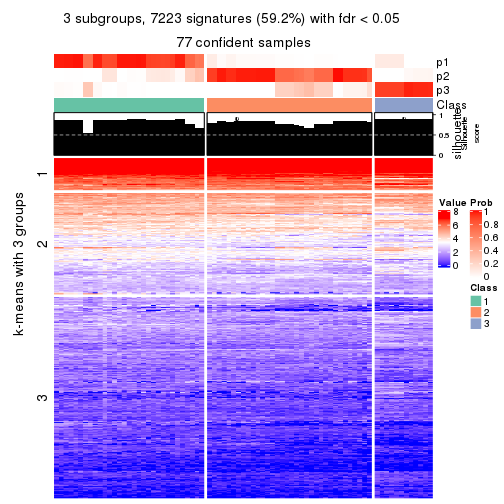 3 subgroups, 7223 signatures (59.2%) with fdr < 0.05
77 confident samples
p1
p2
p3
Class
1
0.5
0
silhouette
Silhouette
score
k-means with 3 groups
1
2
3
Value
8
6
4
2
0
Prob
1
0.8
0.6
0.4
0.2
0
Class
1
2
3